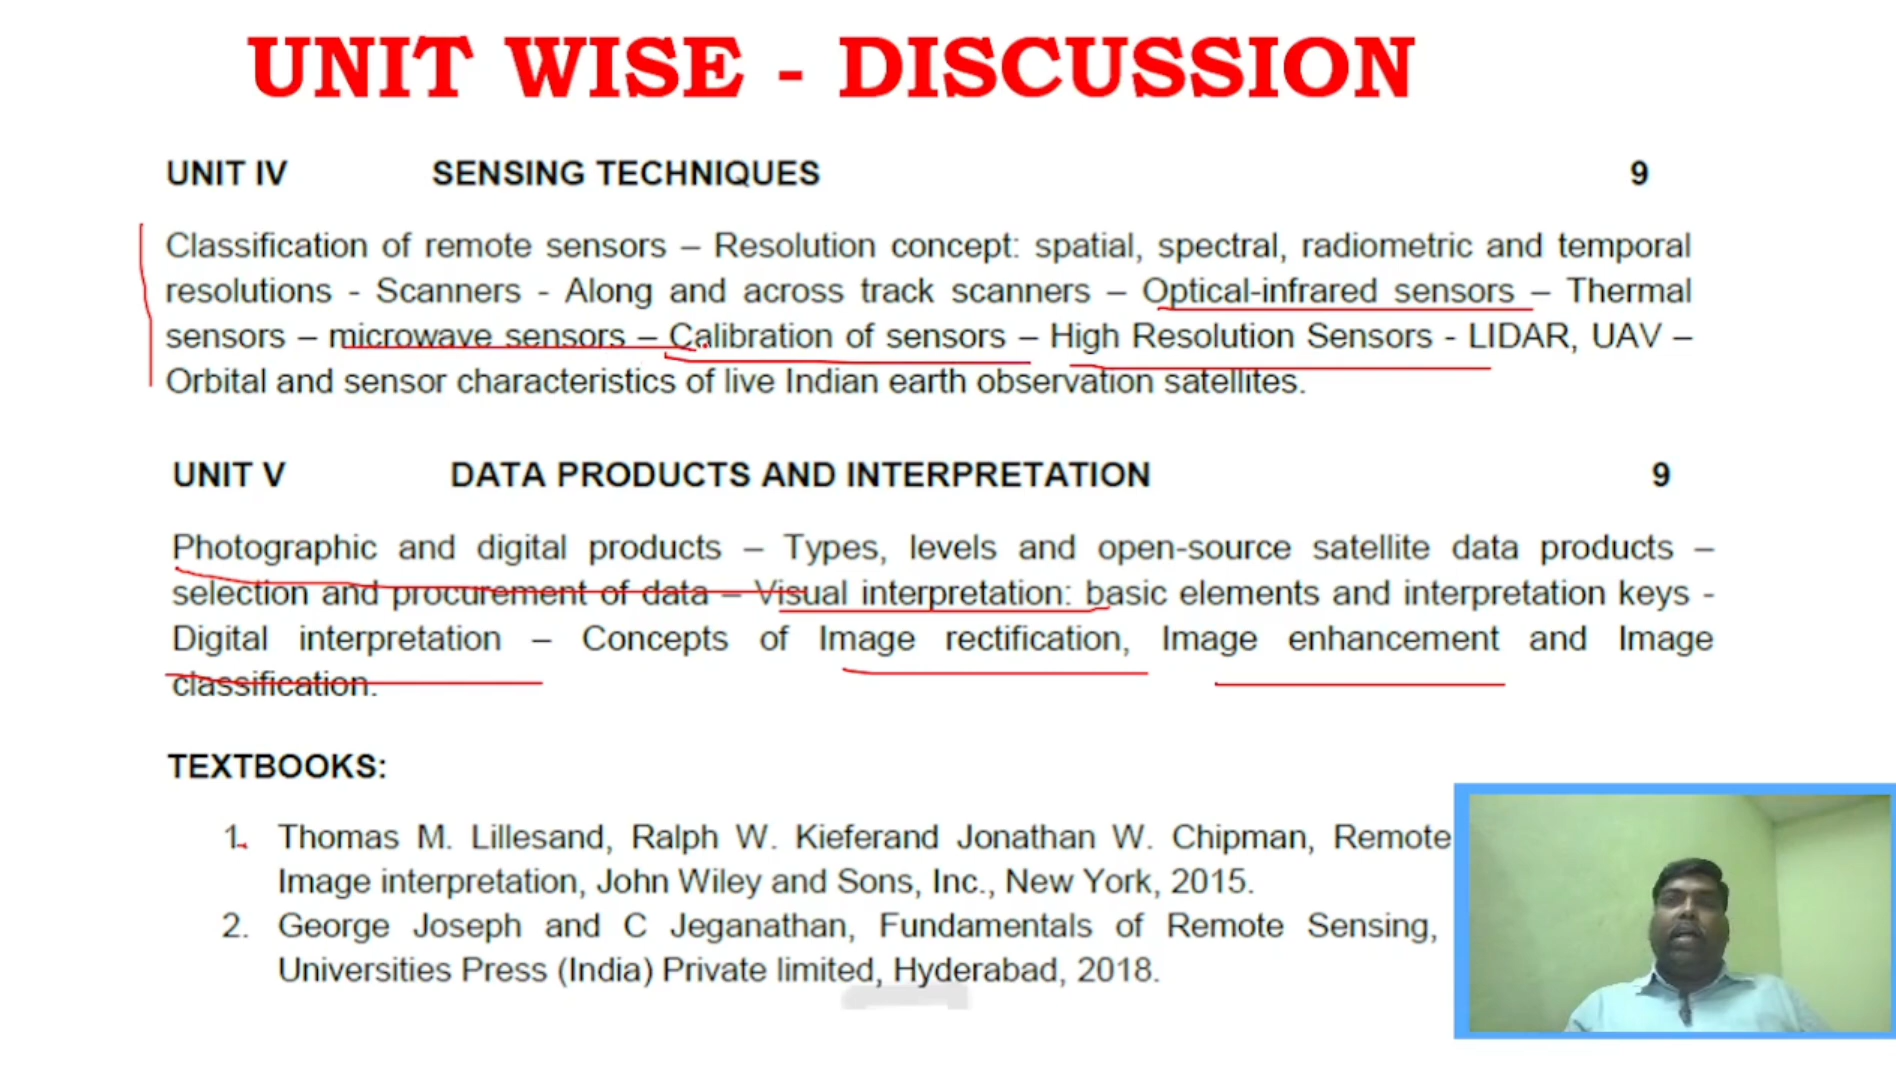 UNIT WISE - DISCUSSION
UNIT IV SENSING TECHNIQUES 9
Classification of remote sensors – Resolution concept: spatial, spectral, radiometric and temporal
resolutions - Scanners - Along and across track scanners – Optical-infrared sensors – Thermal
sensors – microwave sensors – Calibration of sensors – High Resolution Sensors - LIDAR, UAV –
Orbital and sensor characteristics of live Indian earth observation satellites.
UNIT V DATA PRODUCTS AND INTERPRETATION 9
Photographic and digital products – Types, levels and open-source satellite data products –
selection and procurement of data – Visual interpretation: basic elements and interpretation keys -
Digital interpretation – Concepts of Image rectification, Image enhancement and Image
classification.
TEXTBOOKS:
1. Thomas M. Lillesand, Ralph W. Kieferand Jonathan W. Chipman, Remote
Image interpretation, John Wiley and Sons, Inc., New York, 2015.
2. George Joseph and C Jeganathan, Fundamentals of Remote Sensing,
Universities Press (India) Private limited, Hyderabad, 2018.